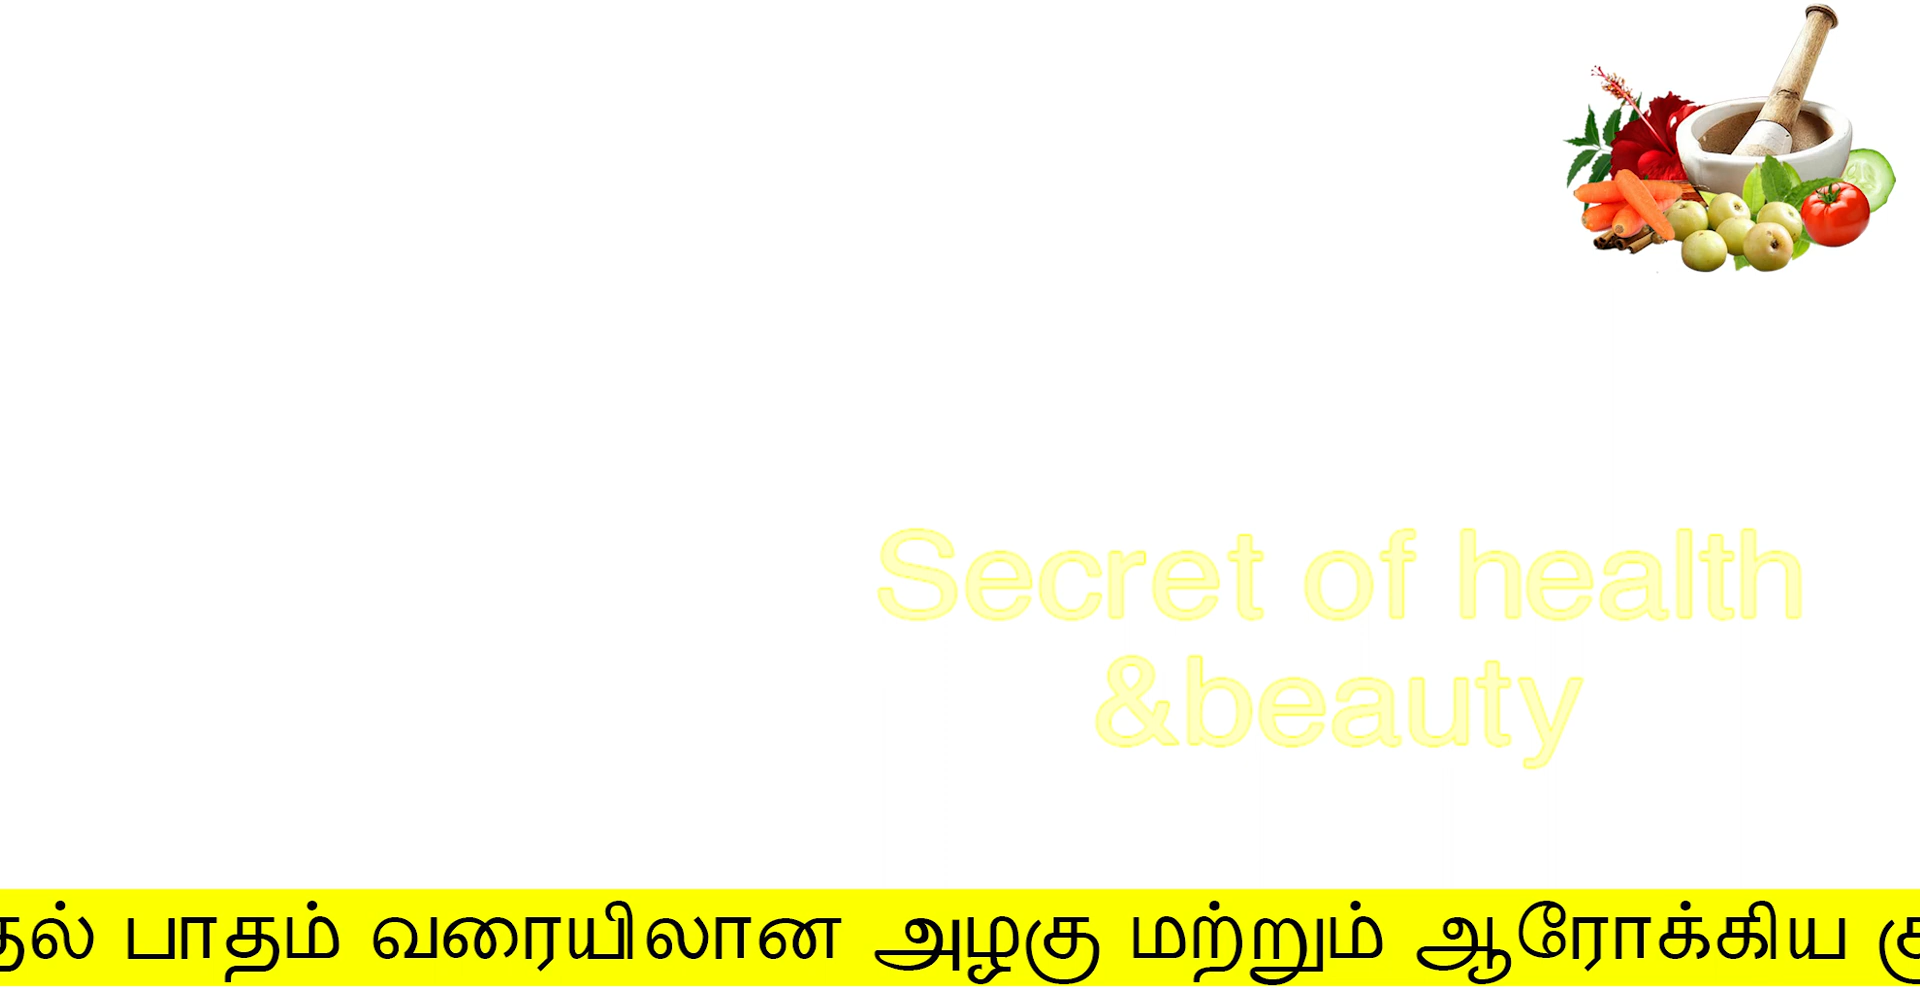 Secret of health
&beauty
பாதம் வரையிலான அழகு மற்றும் ஆரோக்கிய